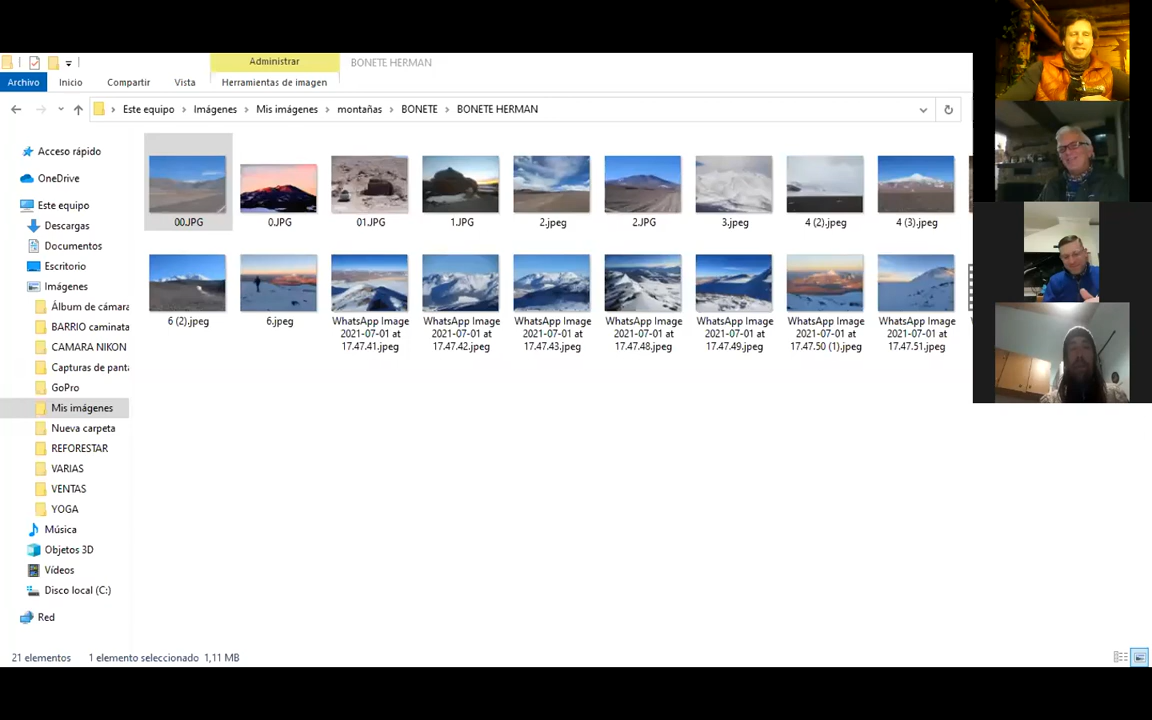 Administrar
BONETE HERMAN
Archivo
Inicio
Compartir
Vista
Herramientas de imagen
Este equipo
Imágenes
Mis imágenes
montañas
BONETE
BONETE HERMAN
Acceso rápido
OneDrive
Este equipo
Descargas
Documentos
Escritorio
Imágenes
Álbum de cámara
BARRIO caminata
CAMARA NIKON
Capturas de panta
GoPro
Mis imágenes
Nueva carpeta
REFORESTAR
VARIAS
VENTAS
YOGA
Música
Objetos 3D
Vídeos
Disco local (C:)
Red
00.JPG
0.JPG
01.JPG
1.JPG
2.jpeg
2.JPG
3.jpeg
4 (2).jpeg
4 (3).jpeg
6 (2).jpeg
6.jpeg
WhatsApp Image
2021-07-01 at
17.47.41.jpeg
WhatsApp Image
2021-07-01 at
17.47.42.jpeg
WhatsApp Image
2021-07-01 at
17.47.43.jpeg
WhatsApp Image
2021-07-01 at
17.47.48.jpeg
WhatsApp Image
2021-07-01 at
17.47.49.jpeg
WhatsApp Image
2021-07-01 at
17.47.50 (1).jpeg
WhatsApp Image
2021-07-01 at
17.47.51.jpeg
21 elementos
1 elemento seleccionado 1,11 MB